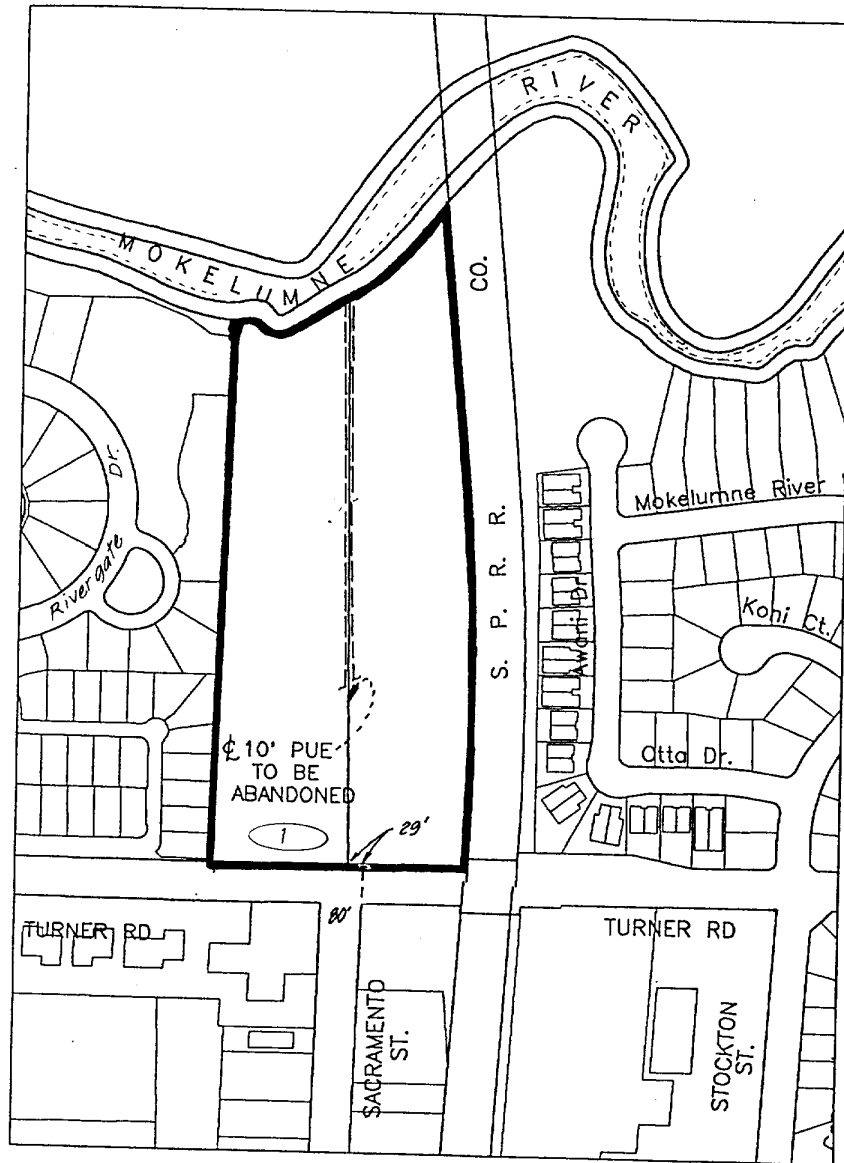 RIVER
MOKELUMNE
CO.
Dr.
Rivergate
S. P. R. R.
Mokelumne River
Awani Dr
Koni Ct.
Otta Dr.
℄ 10' PUE
TO BE
ABANDONED
1
29'
80'
TURNER RD
TURNER RD
SACRAMENTO
ST.
STOCKTON
ST.